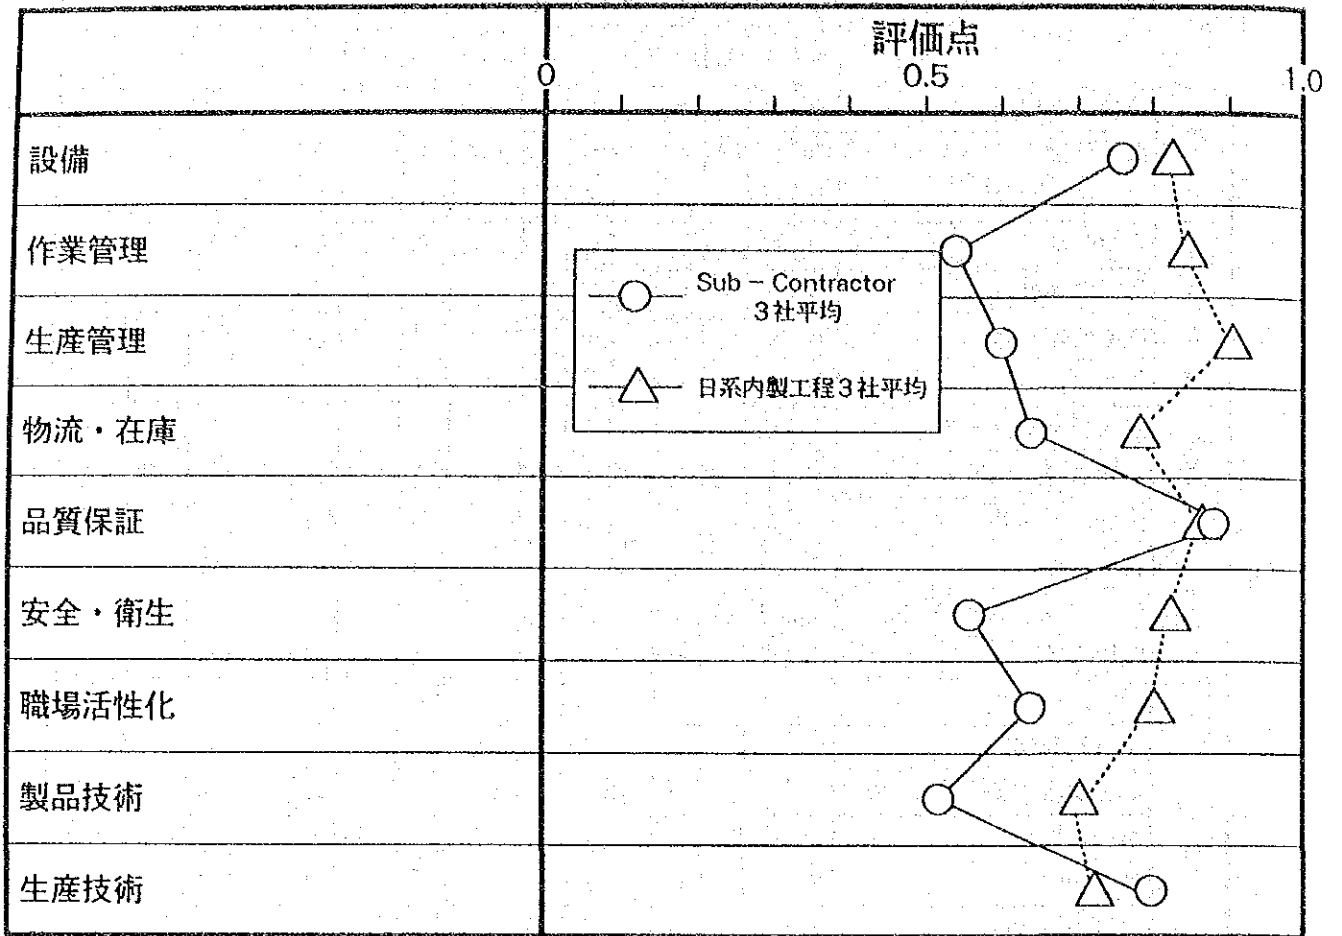 評価点
0 0.5 1.0
設備
作業管理
生産管理
物流・在庫
品質保証
安全・衛生
職場活性化
製品技術
生産技術
Sub − Contractor
3社平均
日系内製工程3社平均